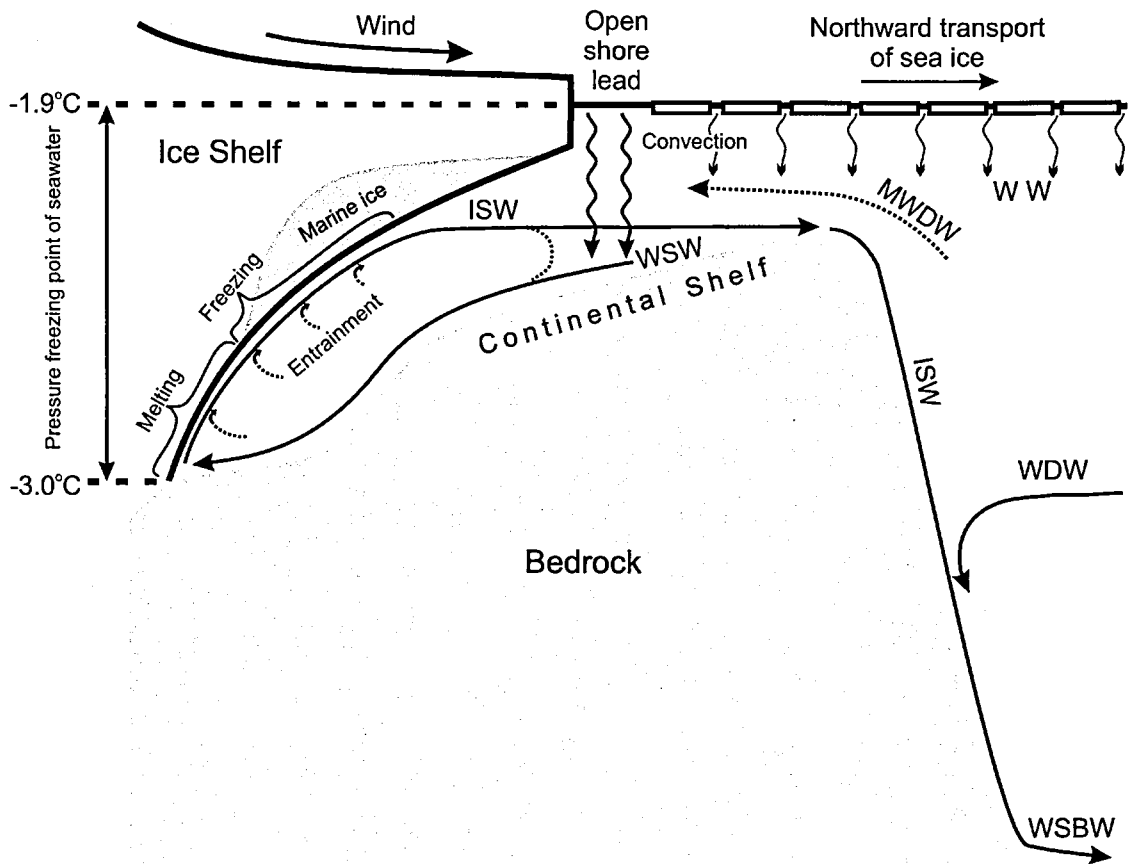 Wind
Open
shore
lead
Northward transport
of sea ice
-1.9°C
Ice Shelf
Convection
W W
MWDW
Marine ice
ISW
WSW
Continental Shelf
Freezing
Entrainment
Melting
Pressure freezing point of seawater
ISW
-3.0°C
WDW
Bedrock
WSBW